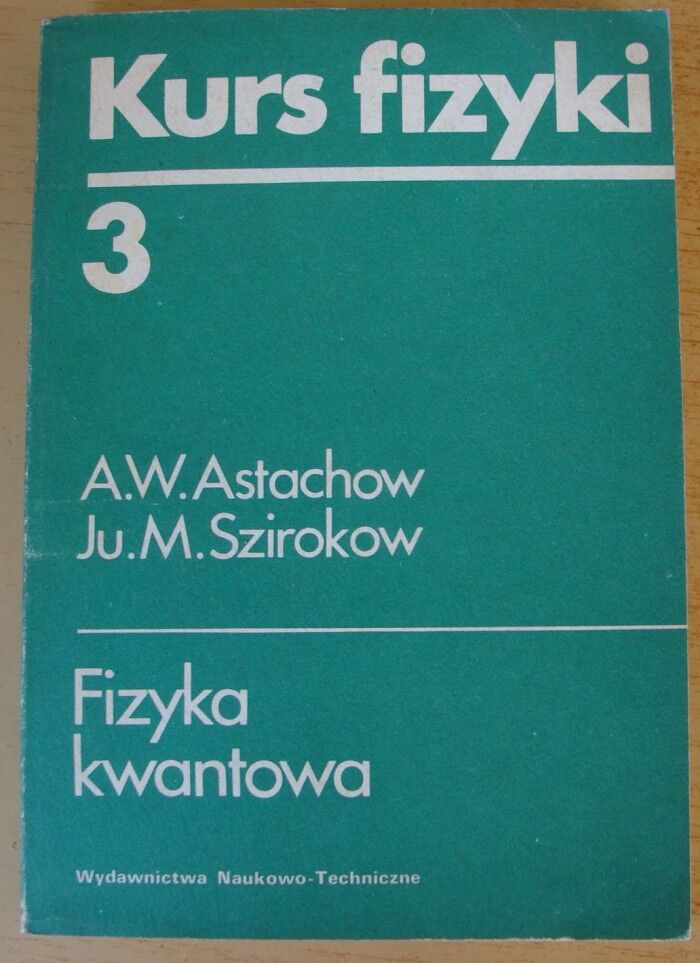 Kurs fizyki
3
A.W.Astachow
Ju.M.Szirokow
Fizyka
kwantowa
Wydawnictwa Naukowo-Techniczne